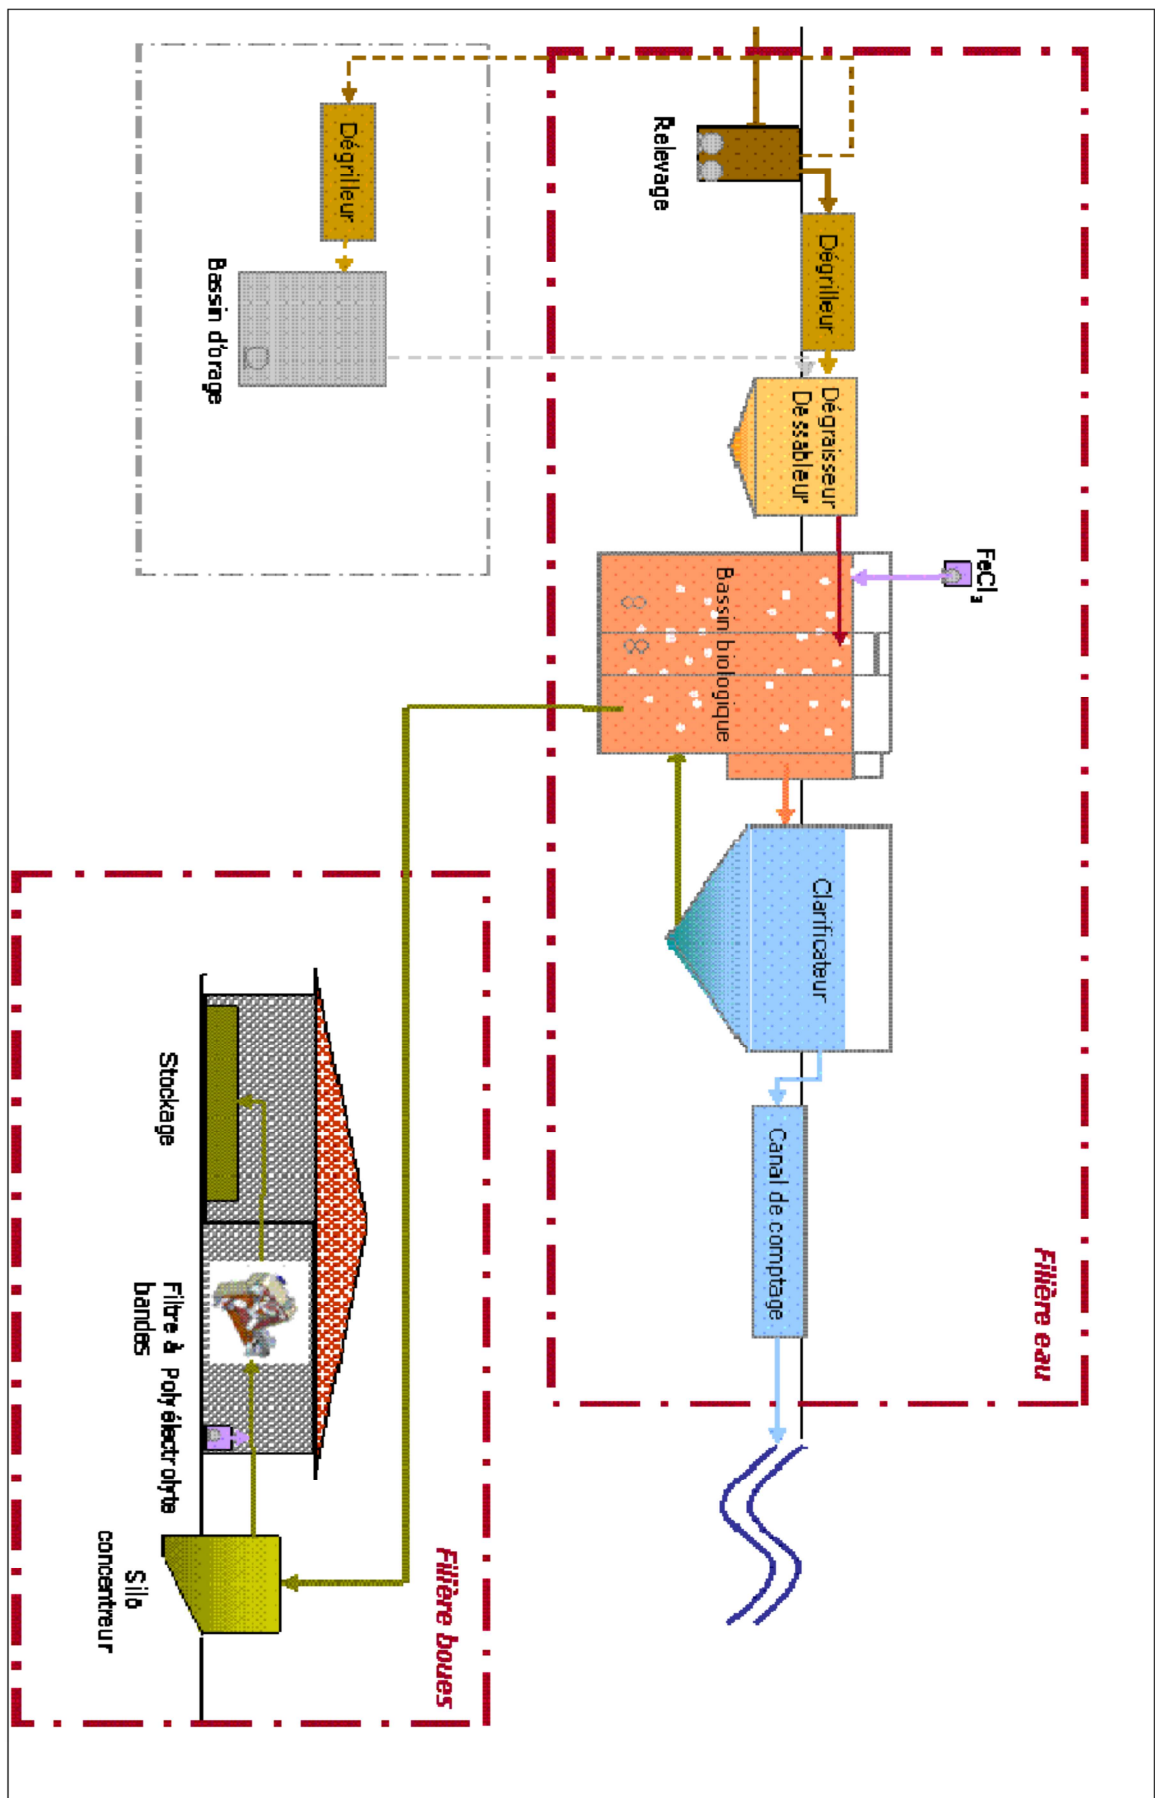 Filière eau
FeCl3
Relevage
Dégrilleur
Dégraisseur
Dessableur
Bassin biologique
Clarificateur
Canal de comptage
Dégrilleur
Bassin d'orage
Filière boues
Stockage
Filtre à
bandes
Polyélectrolyte
Silo
concentreur